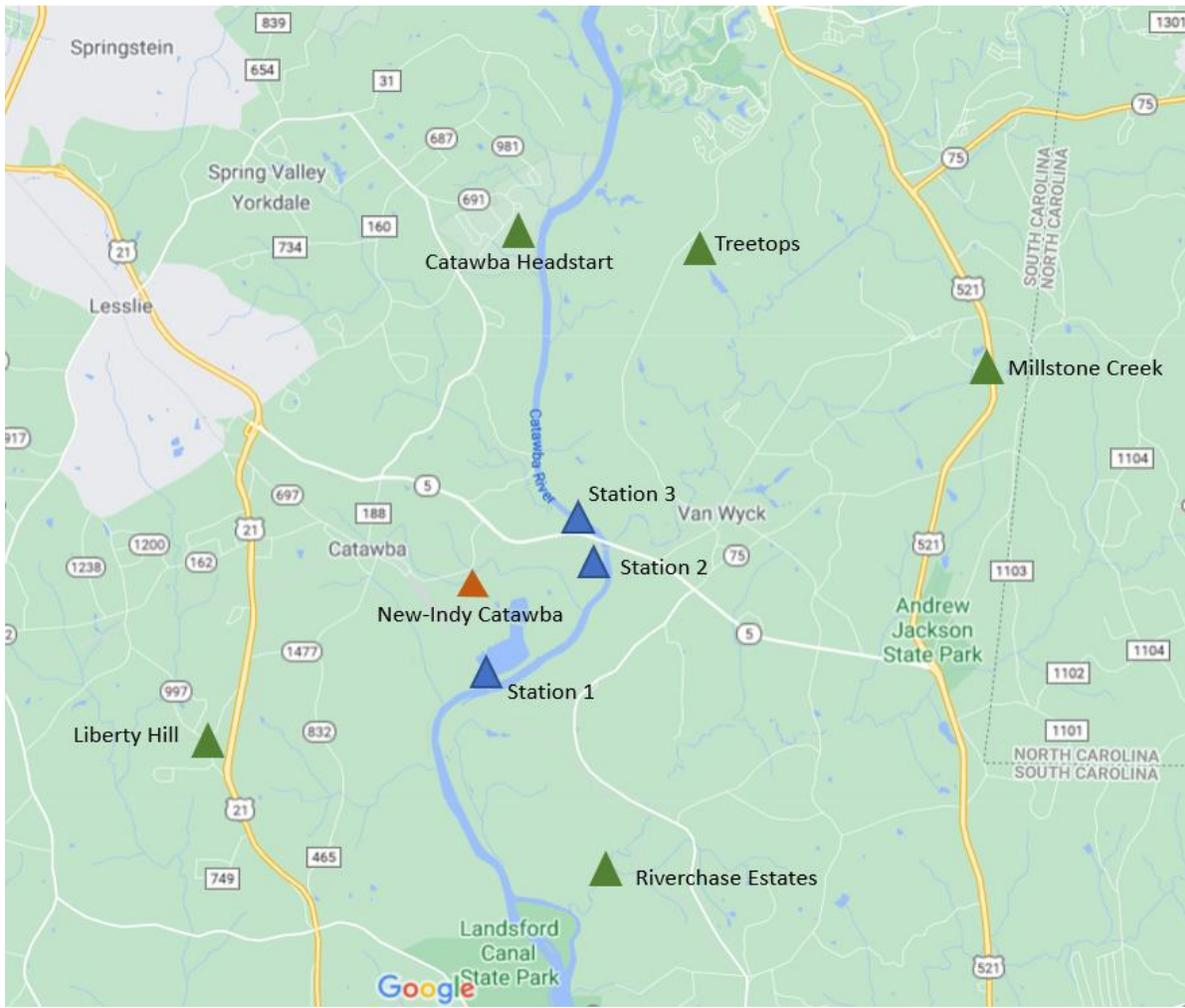 839
1301
Springstein
654
31
75
687
981
75
Spring Valley
Yorkdale
691
160
734
21
Catawba Headstart
Treetops
SOUTH CAROLINA
NORTH CAROLINA
521
Lesslie
Millstone Creek
917
Catawba River
1104
5
697
188
Station 3
Van Wyck
21
1200
162
1238
Catawba
75
521
Station 2
1103
New-Indy Catawba
Andrew
Jackson
State Park
5
2
1477
1104
1102
997
Station 1
832
1101
Liberty Hill
NORTH CAROLINA
SOUTH CAROLINA
21
465
749
Riverchase Estates
Landsford
Canal
State Park
Google
521